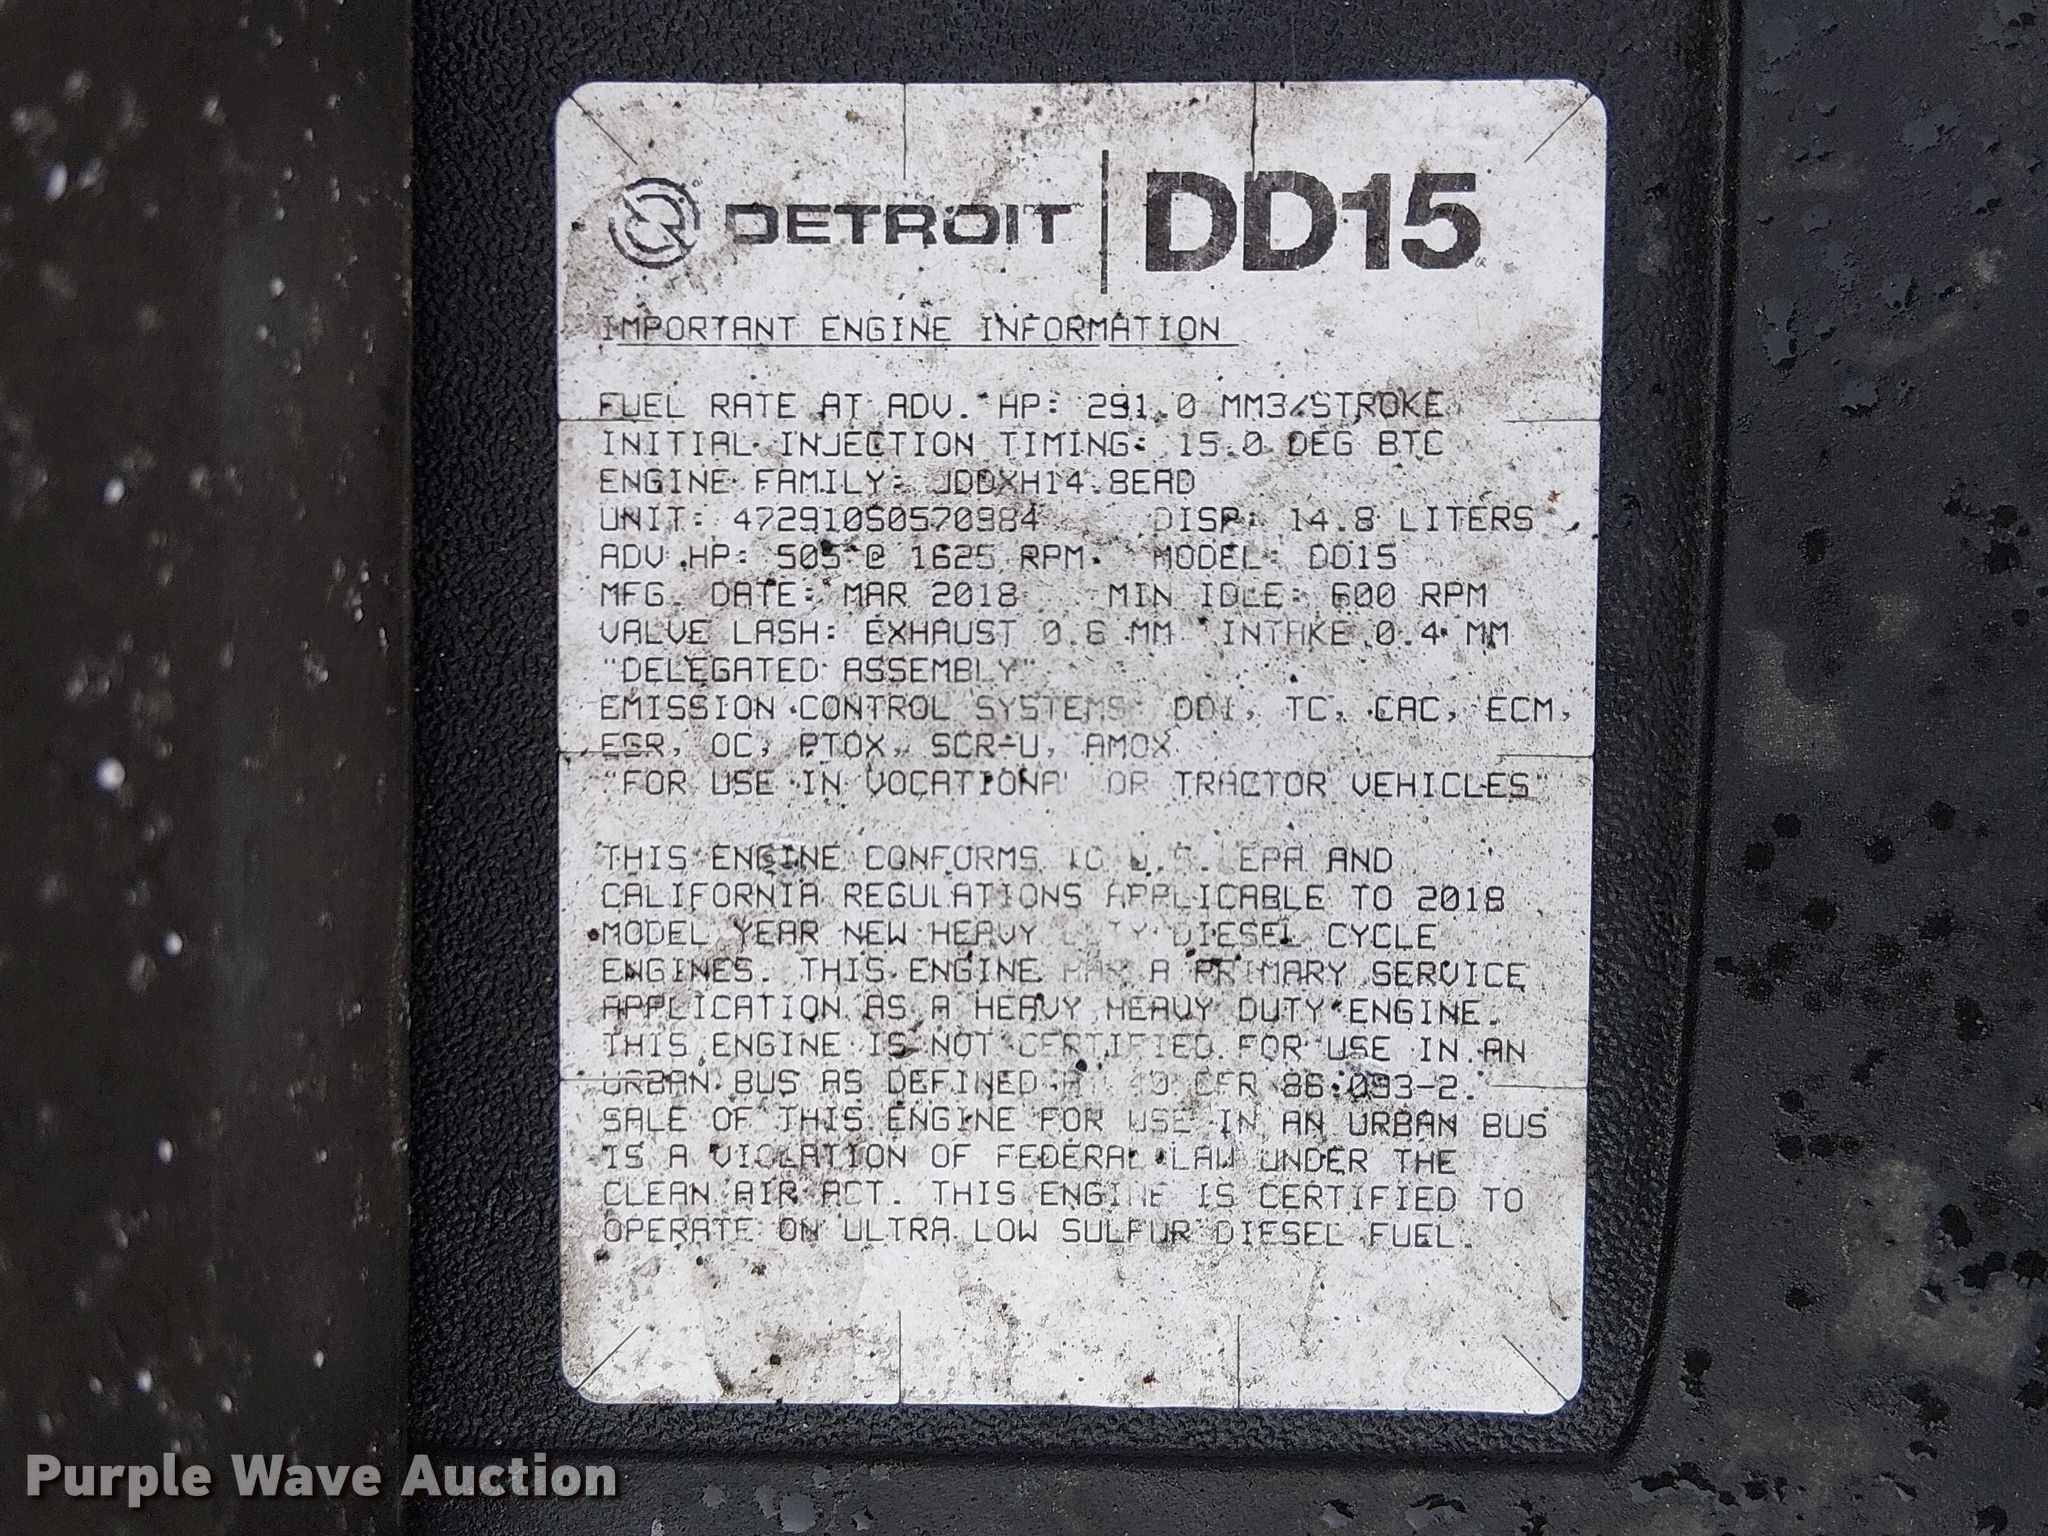 DETROIT | DD15
IMPORTANT ENGINE INFORMATION
FUEL RATE AT ADV. HP: 291.0 MM3/STROKE
INITIAL INJECTION TIMING: 15.0 DEG BTC
ENGINE FAMILY: JDDXH14.8EAD
UNIT: 472910S0570984 DISP: 14.8 LITERS
ADV.HP: 505 @ 1625 RPM MODEL: DD15
MFG. DATE: MAR 2018 MIN IDLE: 600 RPM
VALVE LASH: EXHAUST 0.6 MM INTAKE 0.4 MM
"DELEGATED ASSEMBLY"
EMISSION CONTROL SYSTEMS: DDI, TC, CAC, ECM,
EGR, OC, PTOX, SCR-U, AMOX
"FOR USE IN VOCATIONAL OR TRACTOR VEHICLES"
THIS ENGINE CONFORMS TO U.S. EPA AND
CALIFORNIA REGULATIONS APPLICABLE TO 2018
MODEL YEAR NEW HEAVY DUTY DIESEL CYCLE
ENGINES. THIS ENGINE HAS A PRIMARY SERVICE
APPLICATION AS A HEAVY HEAVY DUTY ENGINE.
THIS ENGINE IS NOT CERTIFIED FOR USE IN AN
URBAN BUS AS DEFINED AT 40 CFR 86.093-2.
SALE OF THIS ENGINE FOR USE IN AN URBAN BUS
IS A VIOLATION OF FEDERAL LAW UNDER THE
CLEAN AIR ACT. THIS ENGINE IS CERTIFIED TO
OPERATE ON ULTRA LOW SULFUR DIESEL FUEL.
Purple Wave Auction